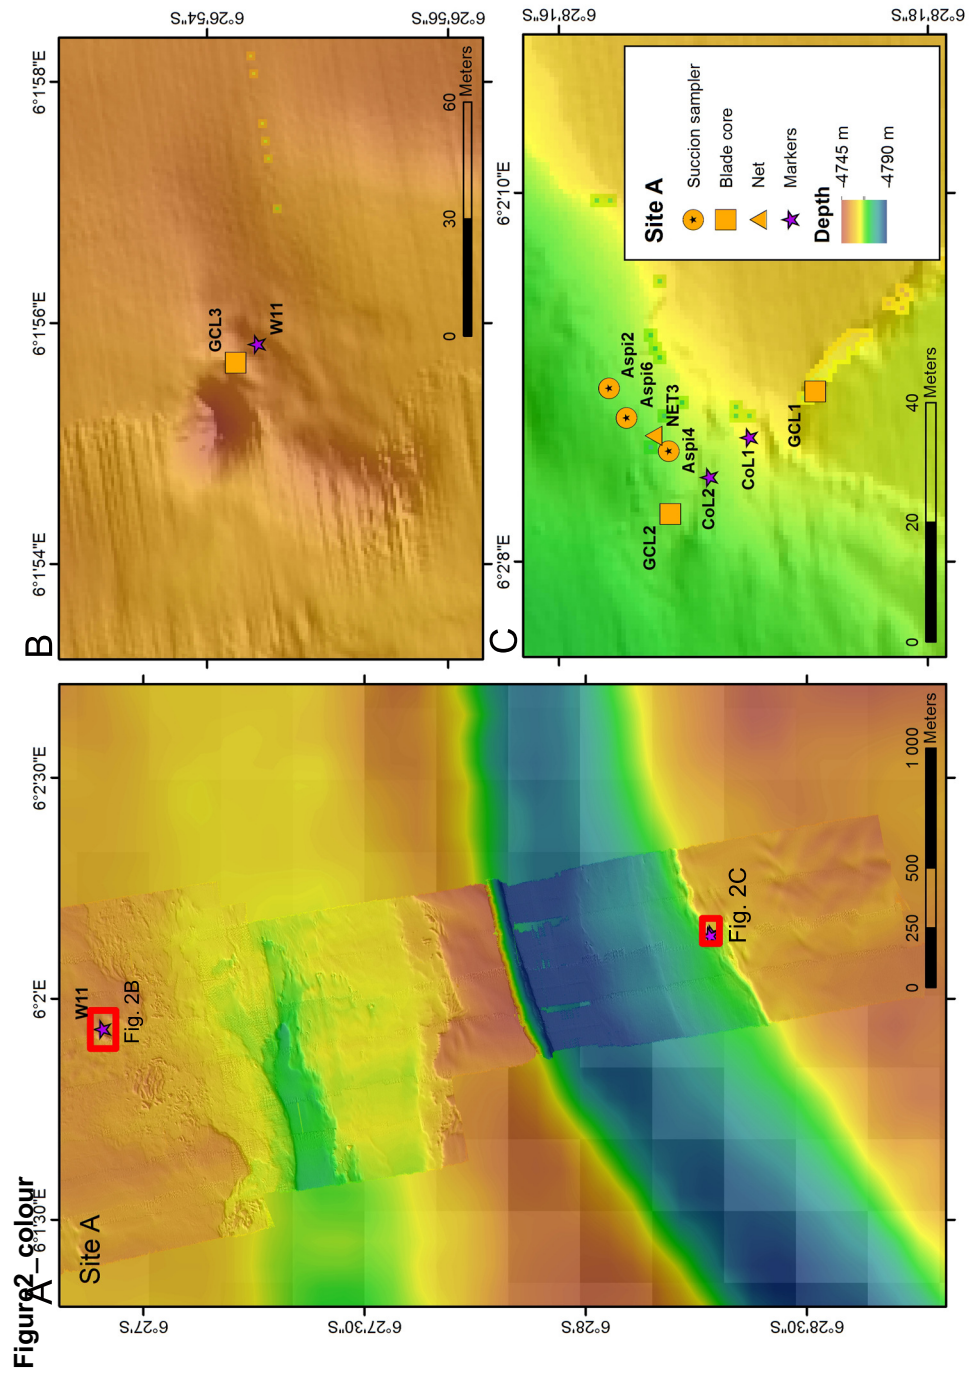 Figure2_colour
A
6°1'30"E
6°2'E
6°2'30"E
Site A
W11
Fig. 2B
Fig. 2C
6°27'S
6°27'30"S
6°28'S
6°28'30"S
0 250 500 1 000
Meters
B
6°1'54"E
6°1'56"E
6°1'58"E
6°26'54"S
6°26'56"S
GCL3
W11
0 30 60
Meters
C
6°2'8"E
6°2'10"E
6°28'16"S
6°28'18"S
Aspi2
Aspi6
NET3
Aspi4
GCL2
CoL2
CoL1
GCL1
0 20 40
Meters
Site A
Succion sampler
Blade core
Net
Markers
Depth
-4745 m
-4790 m